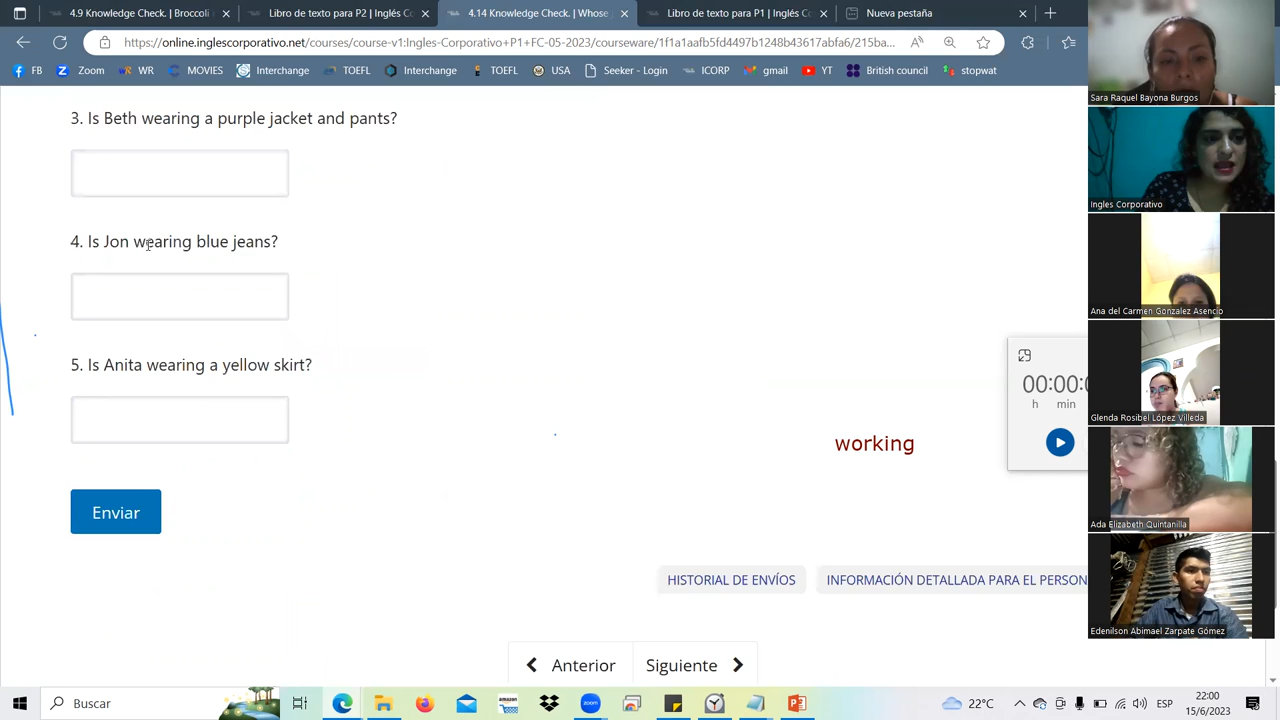 4.9 Knowledge Check. | Broccoli
Libro de texto para P2 | Inglés Co
4.14 Knowledge Check. | Whose
Libro de texto para P1 | Inglés Co
Nueva pestaña
https://online.inglescorporativo.net/courses/course-v1:Ingles-Corporativo+P1+FC-05-2023/courseware/1f1a1aafb5fd4497b1248b43617abfa6/215ba...
FB
Zoom
WR
MOVIES
Interchange
TOEFL
Interchange
TOEFL
USA
Seeker - Login
ICORP
gmail
YT
British council
stopwat
3. Is Beth wearing a purple jacket and pants?
4. Is Jon wearing blue jeans?
5. Is Anita wearing a yellow skirt?
Enviar
working
00:00:0
h min
HISTORIAL DE ENVÍOS
INFORMACIÓN DETALLADA PARA EL PERSON
Anterior
Siguiente
Sara Raquel Bayona Burgos
Ingles Corporativo
Ana del Carmen Gonzalez Asencio
Glenda Rosibel López Villeda
Ada Elizabeth Quintanilla
Edenilson Abimael Zarpate Gómez
Buscar
22°C
ESP
22:00
15/6/2023